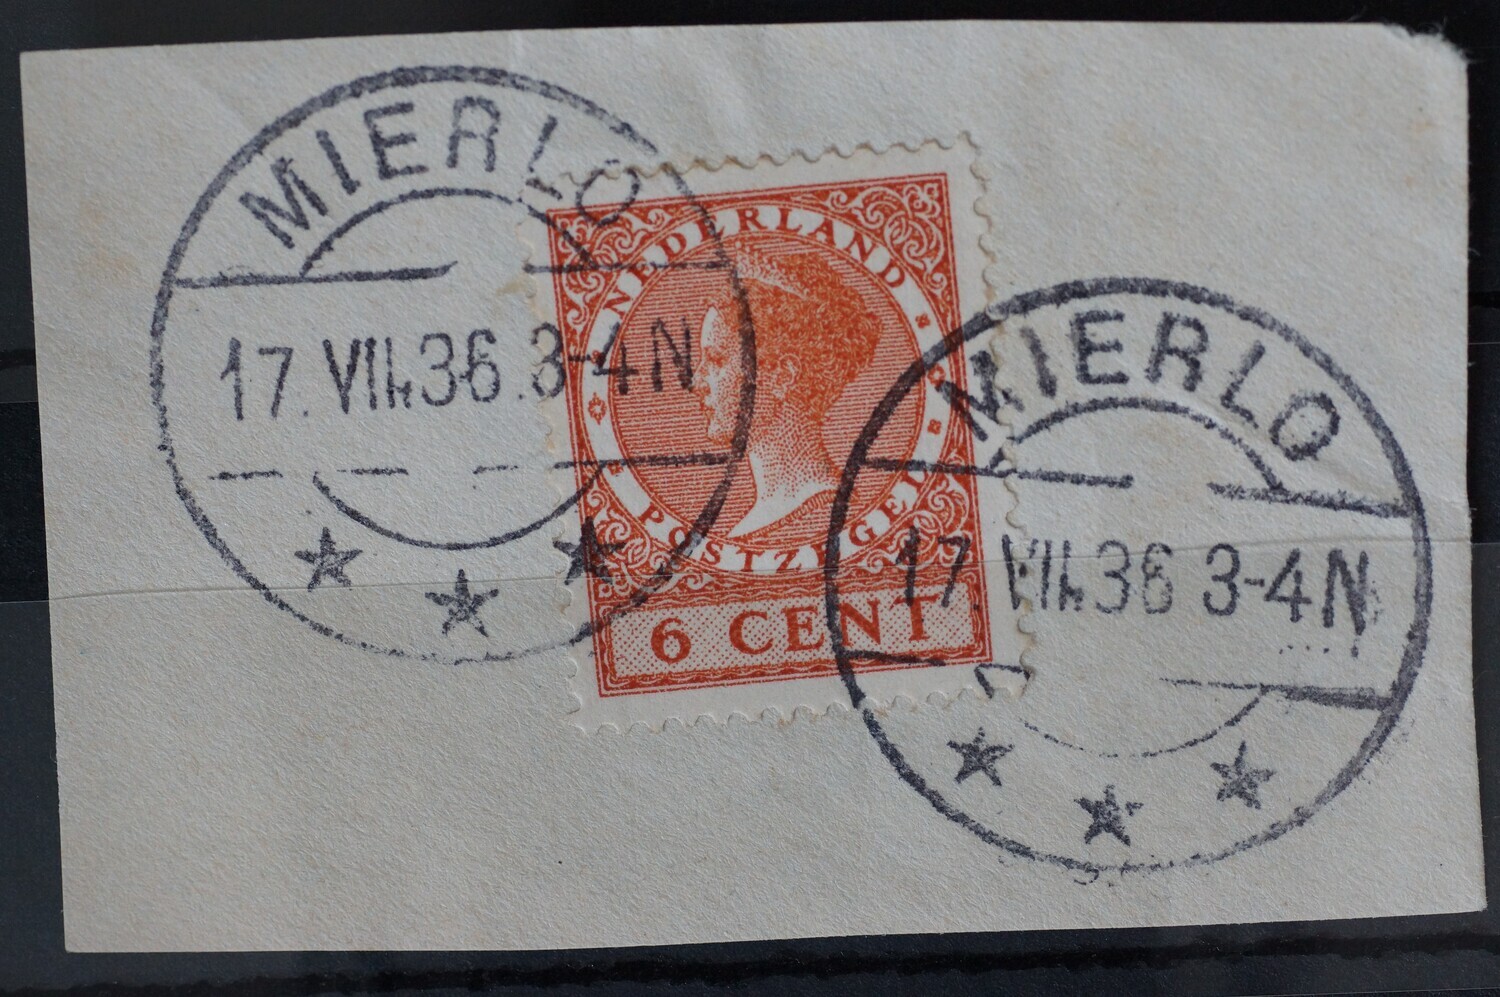 MIERLO
17.VII.36.3-4N
NEDERLAND
POSTZEGEL
6 CENT
MIERLO
17.VII.36 3-4N